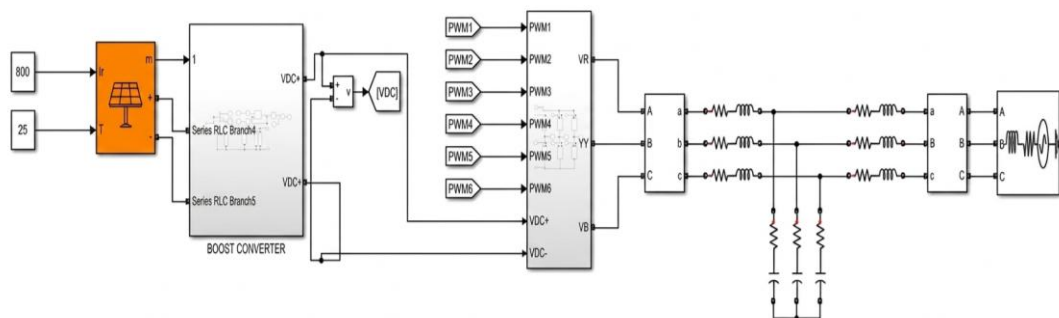 800
25
Ir
T
m
+
-
1
Series RLC Branch4
Series RLC Branch5
VDC+
VDC+
BOOST CONVERTER
+
-
v
[VDC]
PWM1
PWM2
PWM3
PWM4
PWM5
PWM6
PWM1
PWM2
PWM3
PWM4
PWM5
PWM6
VDC+
VDC-
VR
YY
VB
A
B
C
a
b
c
a
b
c
A
B
C
A
B
C